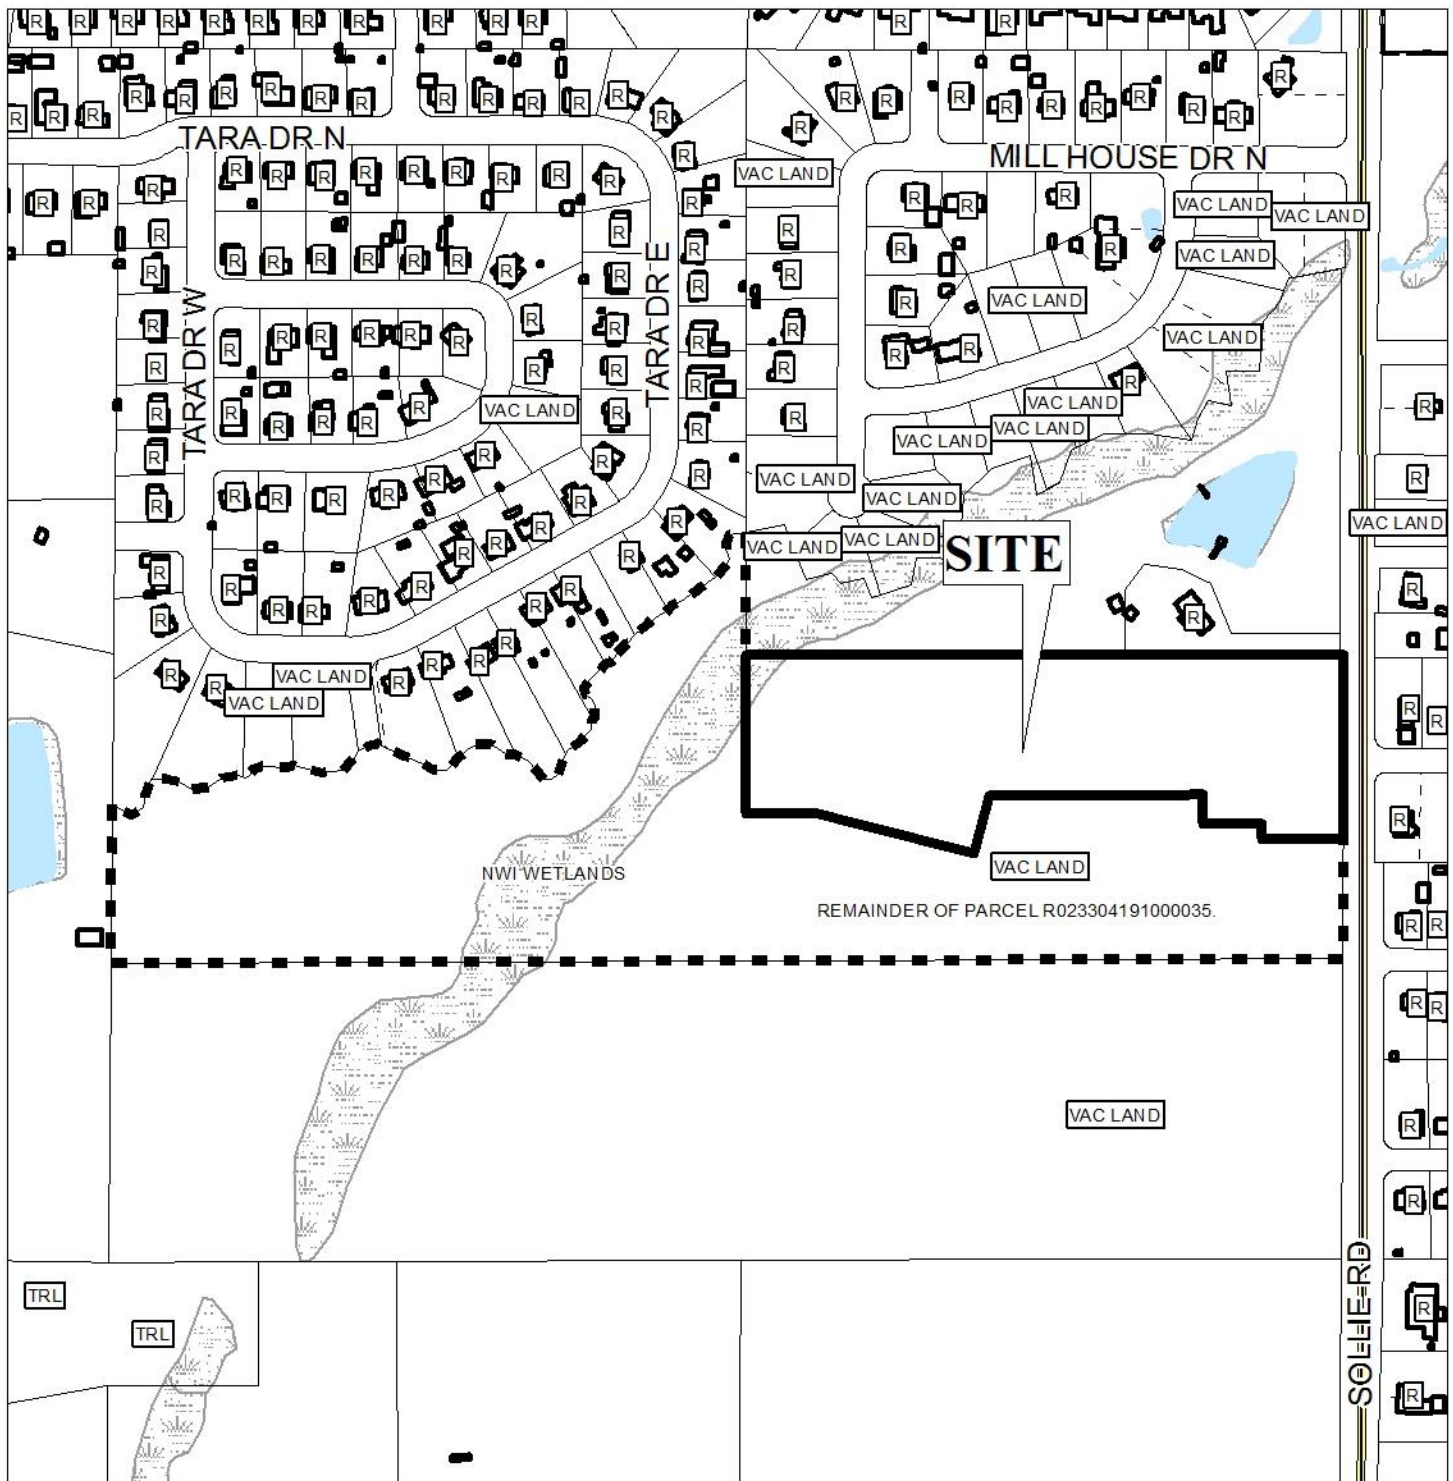 R R R R R R R R R R R R R
R
R R R R R R R R R R R R R R R R R R
R R R R R R R
R
TARA DR N
R
R
MILL HOUSE DR N
VAC LAND
R R R R R R R R R R
R R R R R R
VAC LAND
VAC LAND
R R R R
R R R R R R R R
VAC LAND
R R R R
VAC LAND
R R
TARA DR W
TARA DR E
R R R R R R R R R R
VAC LAND
R R R R R R R
R
R R R R R R R R
VAC LAND
VAC LAND
R
R
VAC LAND
VAC LAND
R R R
VAC LAND
R
R R R R R R R
VAC LAND
R
VAC LAND
R R
VAC LAND
R R R
VAC LAND
VAC LAND
SITE
R R R R R R
R R R R R R
R R R R
R R R R R
VAC LAND
VAC LAND
R
R
R
NWI WETLANDS
VAC LAND
REMAINDER OF PARCEL R023304191000035.
R R
R R
VAC LAND
R
R
SOLLIE RD
TRL
R
TRL
R